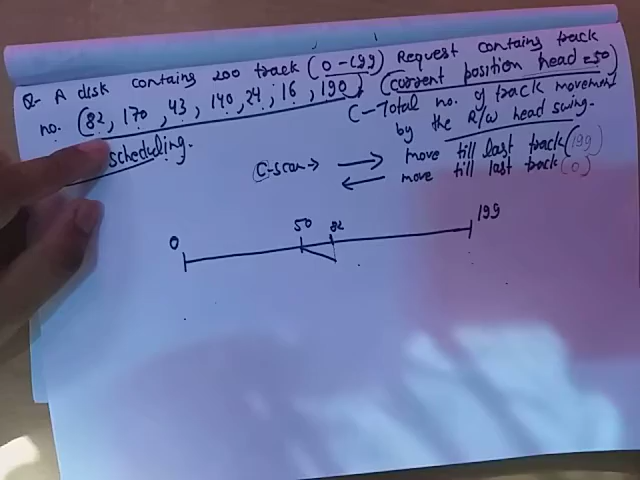 Q- A disk contains 200 track (0-199) Request contains track
no. (82, 170, 43, 140, 24, 16, 190). (current position head = 50)
C-Total no. of track movement
by the R/W head swing.
scheduling.
C-scan → → move till last track (199)
← move till last track (0)
0 50 82 199